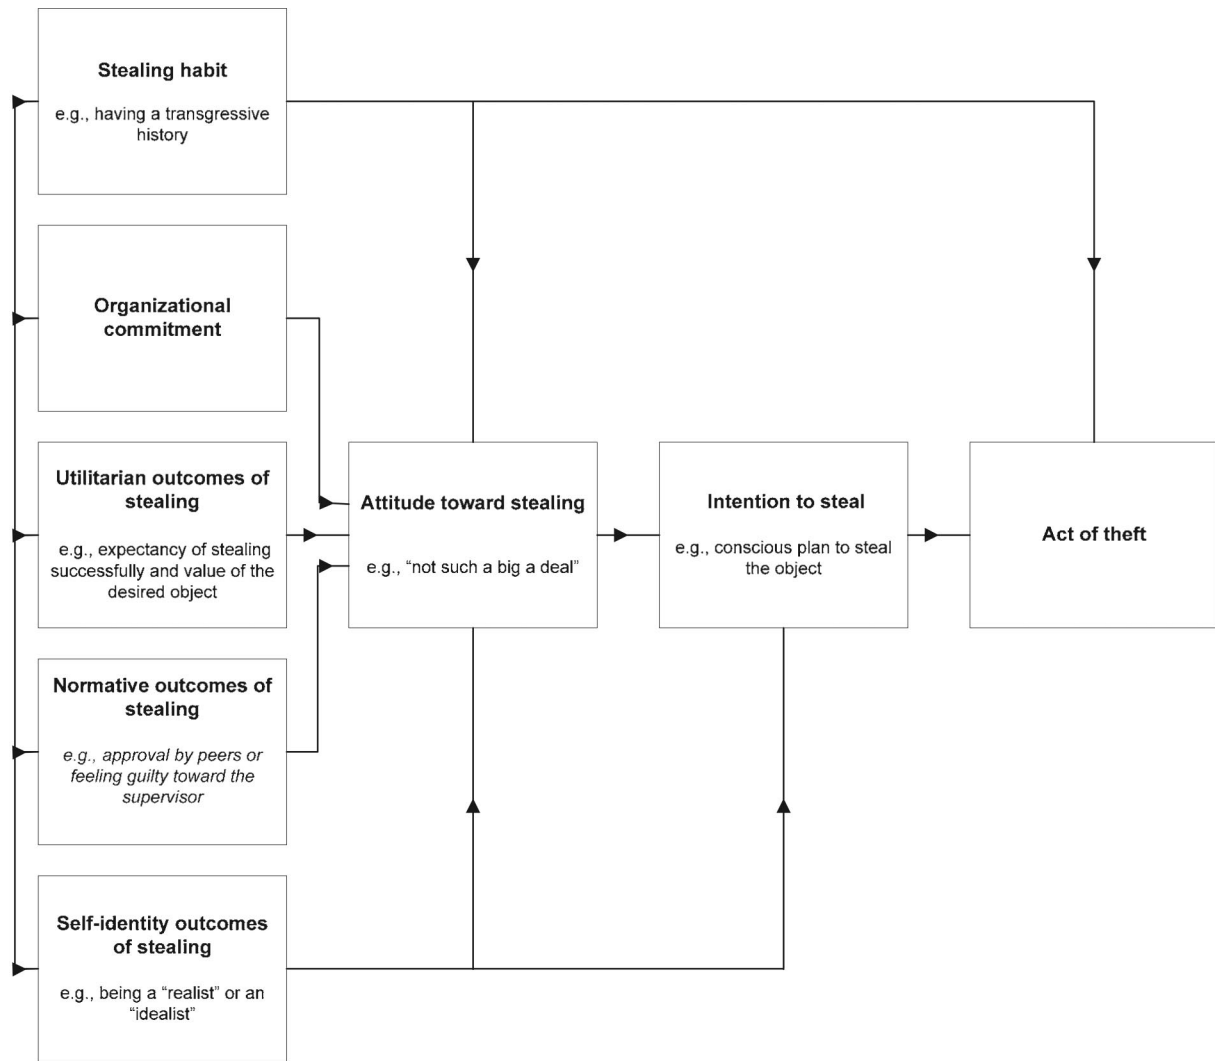 Stealing habit
e.g., having a transgressive
history
Organizational
commitment
Utilitarian outcomes of
stealing
e.g., expectancy of stealing
successfully and value of the
desired object
Normative outcomes of
stealing
e.g., approval by peers or
feeling guilty toward the
supervisor
Self-identity outcomes
of stealing
e.g., being a “realist” or an
“idealist”
Attitude toward stealing
e.g., “not such a big a deal”
Intention to steal
e.g., conscious plan to steal
the object
Act of theft